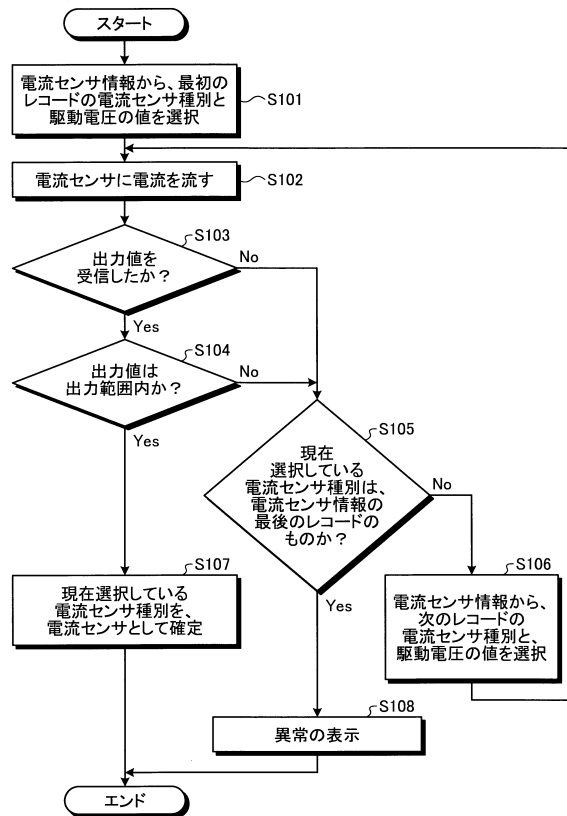 スタート
電流センサ情報から、最初の
レコードの電流センサ種別と
駆動電圧の値を選択
S101
電流センサに電流を流す
S102
出力値を
受信したか？
S103
No
Yes
出力値は
出力範囲内か？
S104
No
Yes
現在
選択している
電流センサ種別は、
電流センサ情報の
最後のレコードの
ものか？
S105
No
Yes
電流センサ情報から、
次のレコードの
電流センサ種別と、
駆動電圧の値を選択
S106
現在選択している
電流センサ種別を、
電流センサとして確定
S107
異常の表示
S108
エンド